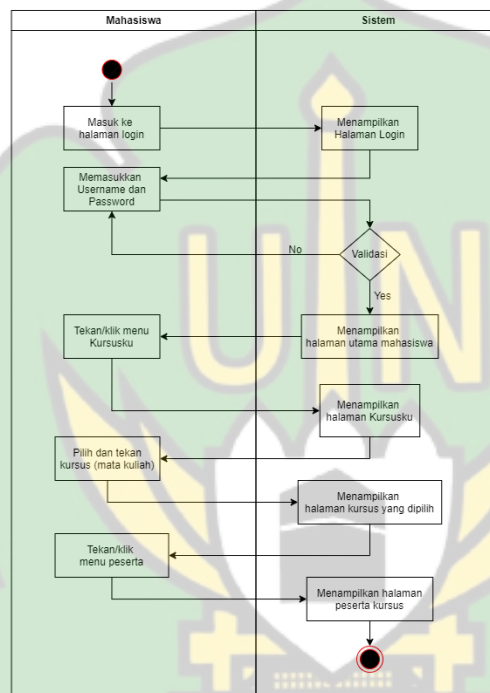 Mahasiswa
Sistem
Masuk ke
halaman login
Menampilkan
Halaman Login
Memasukkan
Username dan
Password
Validasi
No
Yes
Tekan/klik menu
Kursusku
Menampilkan
halaman utama mahasiswa
Menampilkan
halaman Kursusku
Pilih dan tekan
kursus (mata kuliah)
Menampilkan
halaman kursus yang dipilih
Tekan/klik
menu peserta
Menampilkan halaman
peserta kursus
UIN